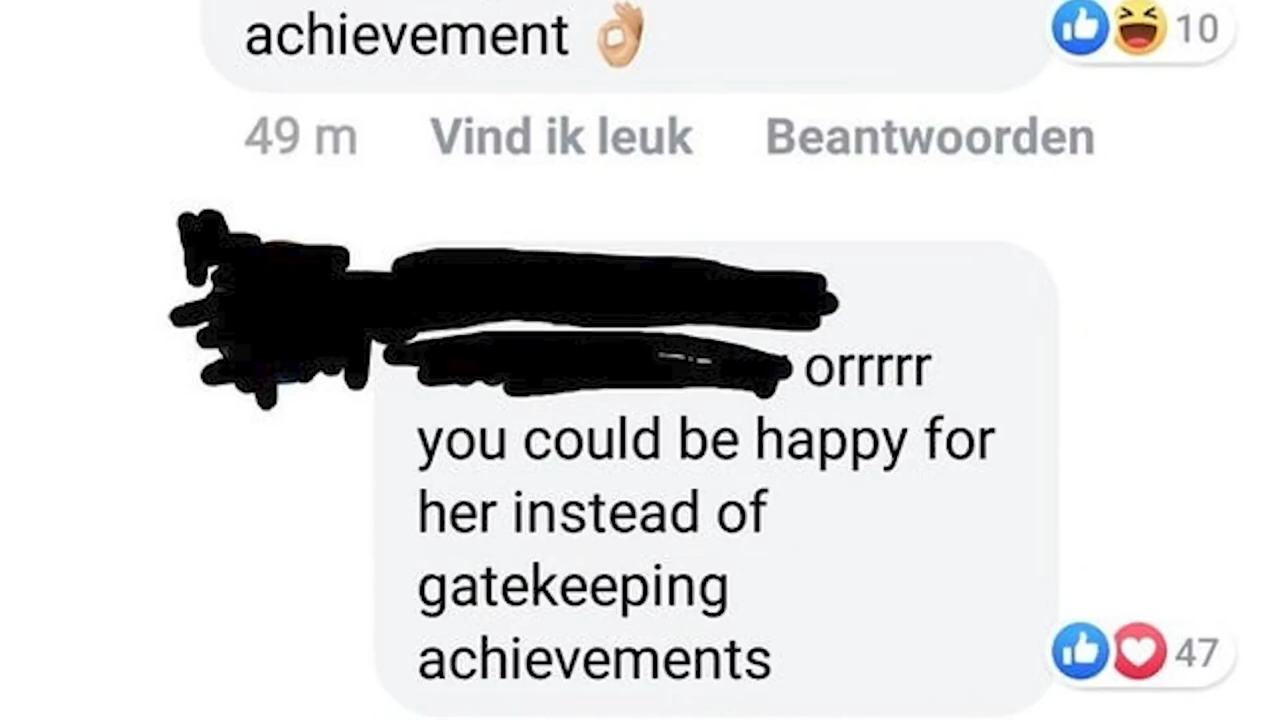 achievement 👌🏼
10
49 m Vind ik leuk Beantwoorden
orrrrr
you could be happy for
her instead of
gatekeeping
achievements
47